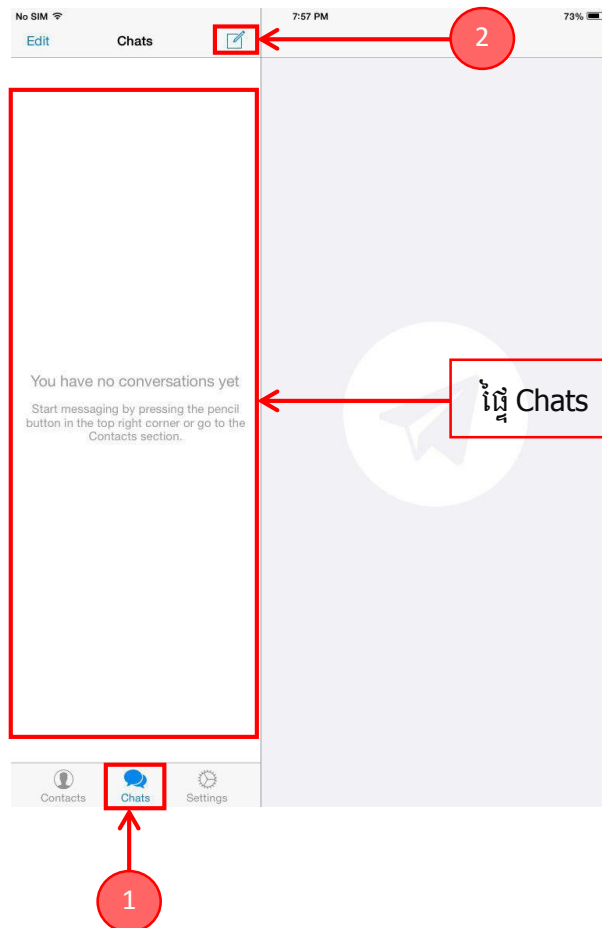 No SIM 7:57 PM 73%
Edit Chats 2
You have no conversations yet
Start messaging by pressing the pencil
button in the top right corner or go to the
Contacts section.
ផ្ទៃ Chats
Contacts Chats Settings
1